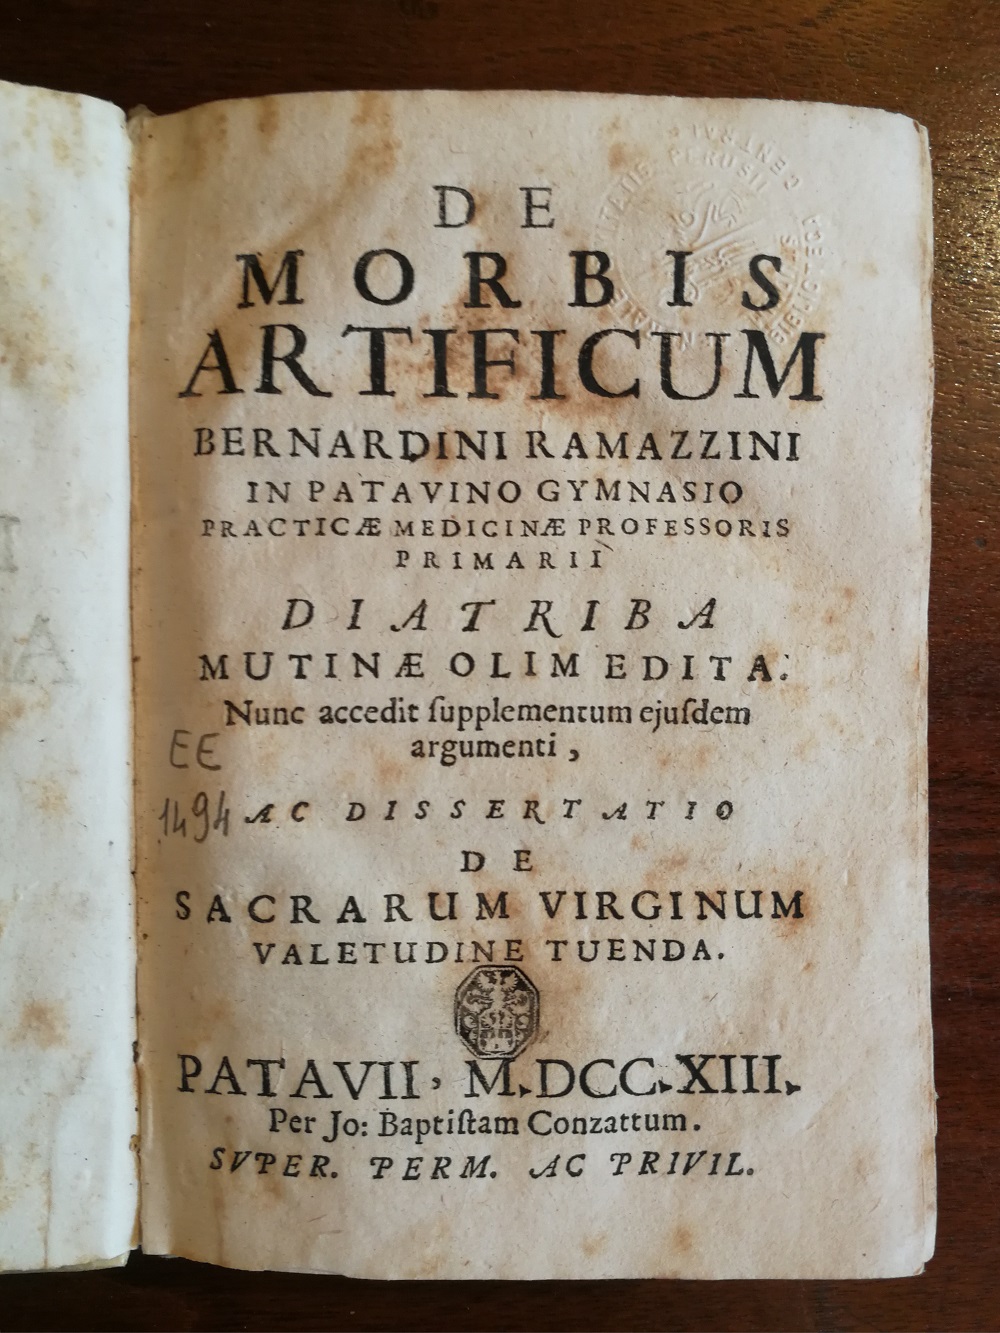 DE
MORBIS
ARTIFICUM
BERNARDINI RAMAZZINI
IN PATAVINO GYMNASIO
PRACTICÆ MEDICINÆ PROFESSORIS
PRIMARII
DIATRIBA
MUTINÆ OLIM EDITA.
Nunc accedit ſupplementum ejuſdem
argumenti,
EE
1494
AC DISSERTATIO
DE
SACRARUM VIRGINUM
VALETUDINE TUENDA.
PATAVII, M.DCC.XIII.
Per Jo: Baptiſtam Conzattum.
SVPER. PERM. AC PRIVIL.